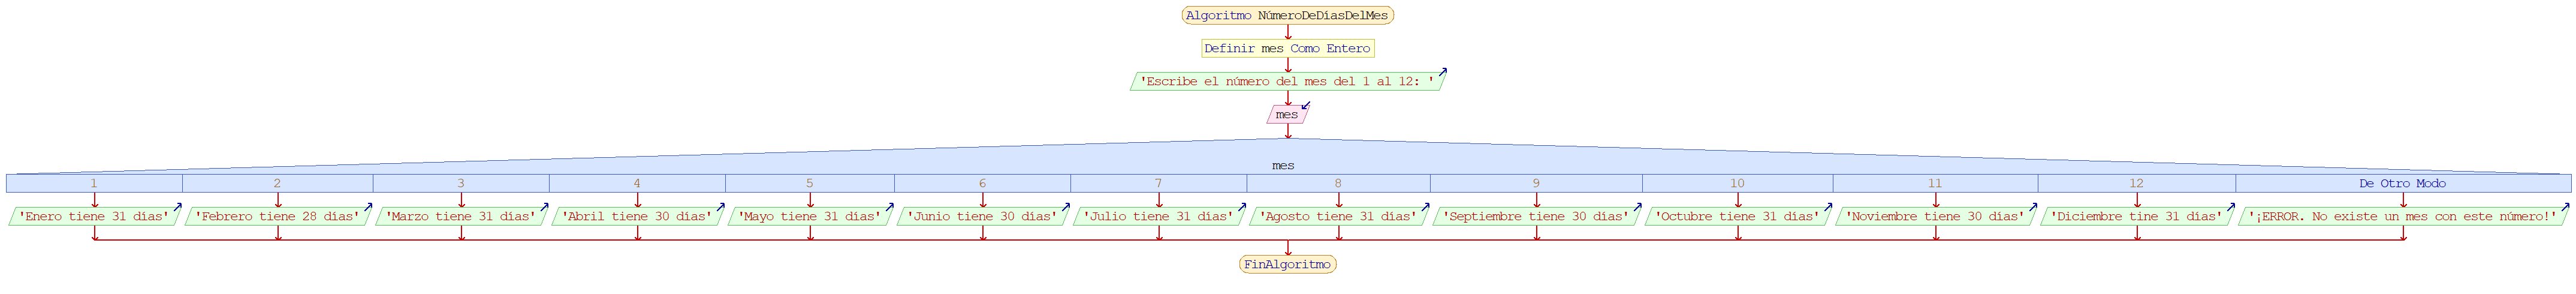 Algoritmo NúmeroDeDíasDelMes
Definir mes Como Entero
'Escribe el número del mes del 1 al 12: '
mes
mes
1 2 3 4 5 6 7 8 9 10 11 12 De Otro Modo
'Enero tiene 31 días' 'Febrero tiene 28 días' 'Marzo tiene 31 días' 'Abril tiene 30 días' 'Mayo tiene 31 días' 'Junio tiene 30 días' 'Julio tiene 31 días' 'Agosto tiene 31 días' 'Septiembre tiene 30 días' 'Octubre tiene 31 días' 'Noviembre tiene 30 días' 'Diciembre tine 31 días' '¡ERROR. No existe un mes con este número!'
FinAlgoritmo